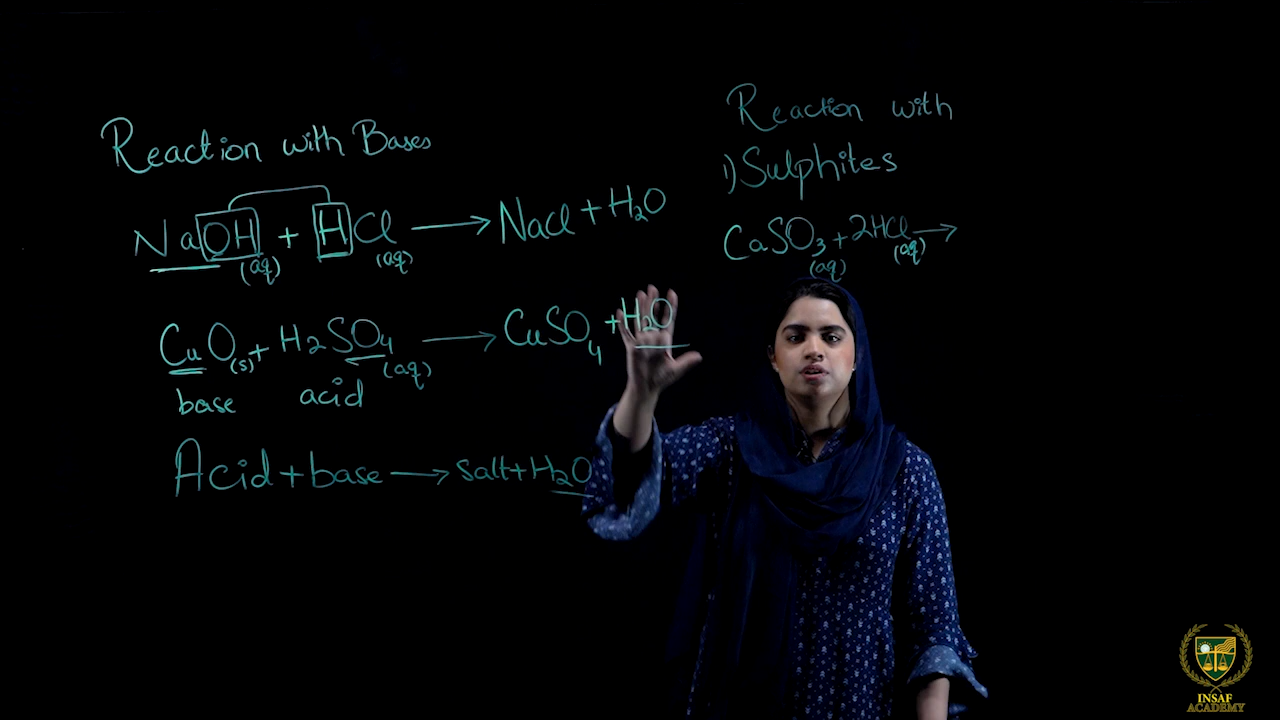 Reaction with Bases
NaOH(aq) + HCl(aq) ⟶ NaCl + H₂O
CuO(s) + H₂SO₄(aq) ⟶ CuSO₄ + H₂O
base acid
Acid + base ⟶ salt + H₂O
Reaction with
1) Sulphites
CaSO₃(aq) + 2HCl(aq) ⟶
INSAF
ACADEMY